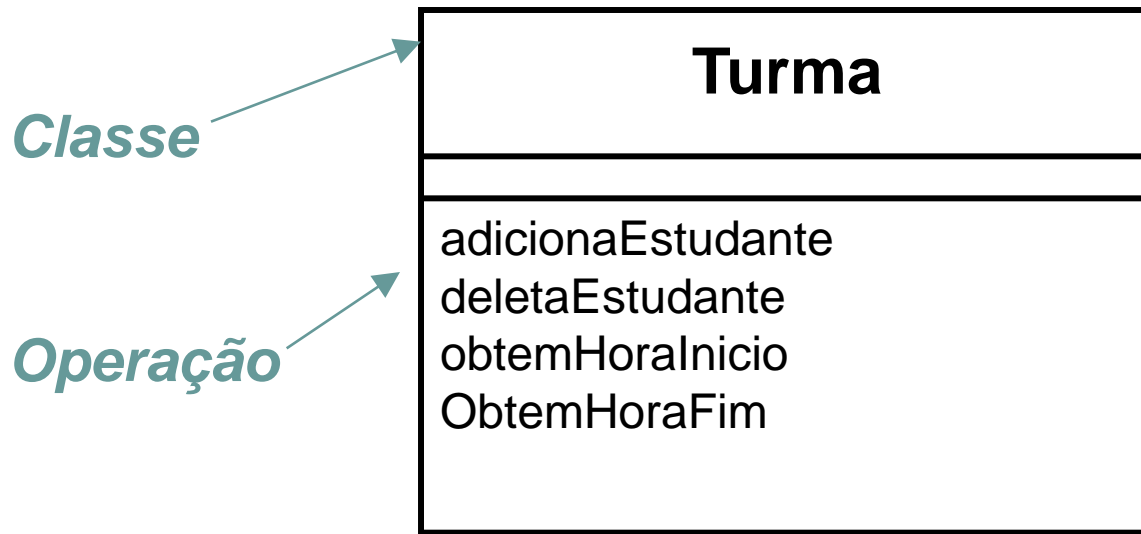 Turma
Classe
adicionaEstudante
deletaEstudante
obtemHoraInicio
Operação
ObtemHoraFim